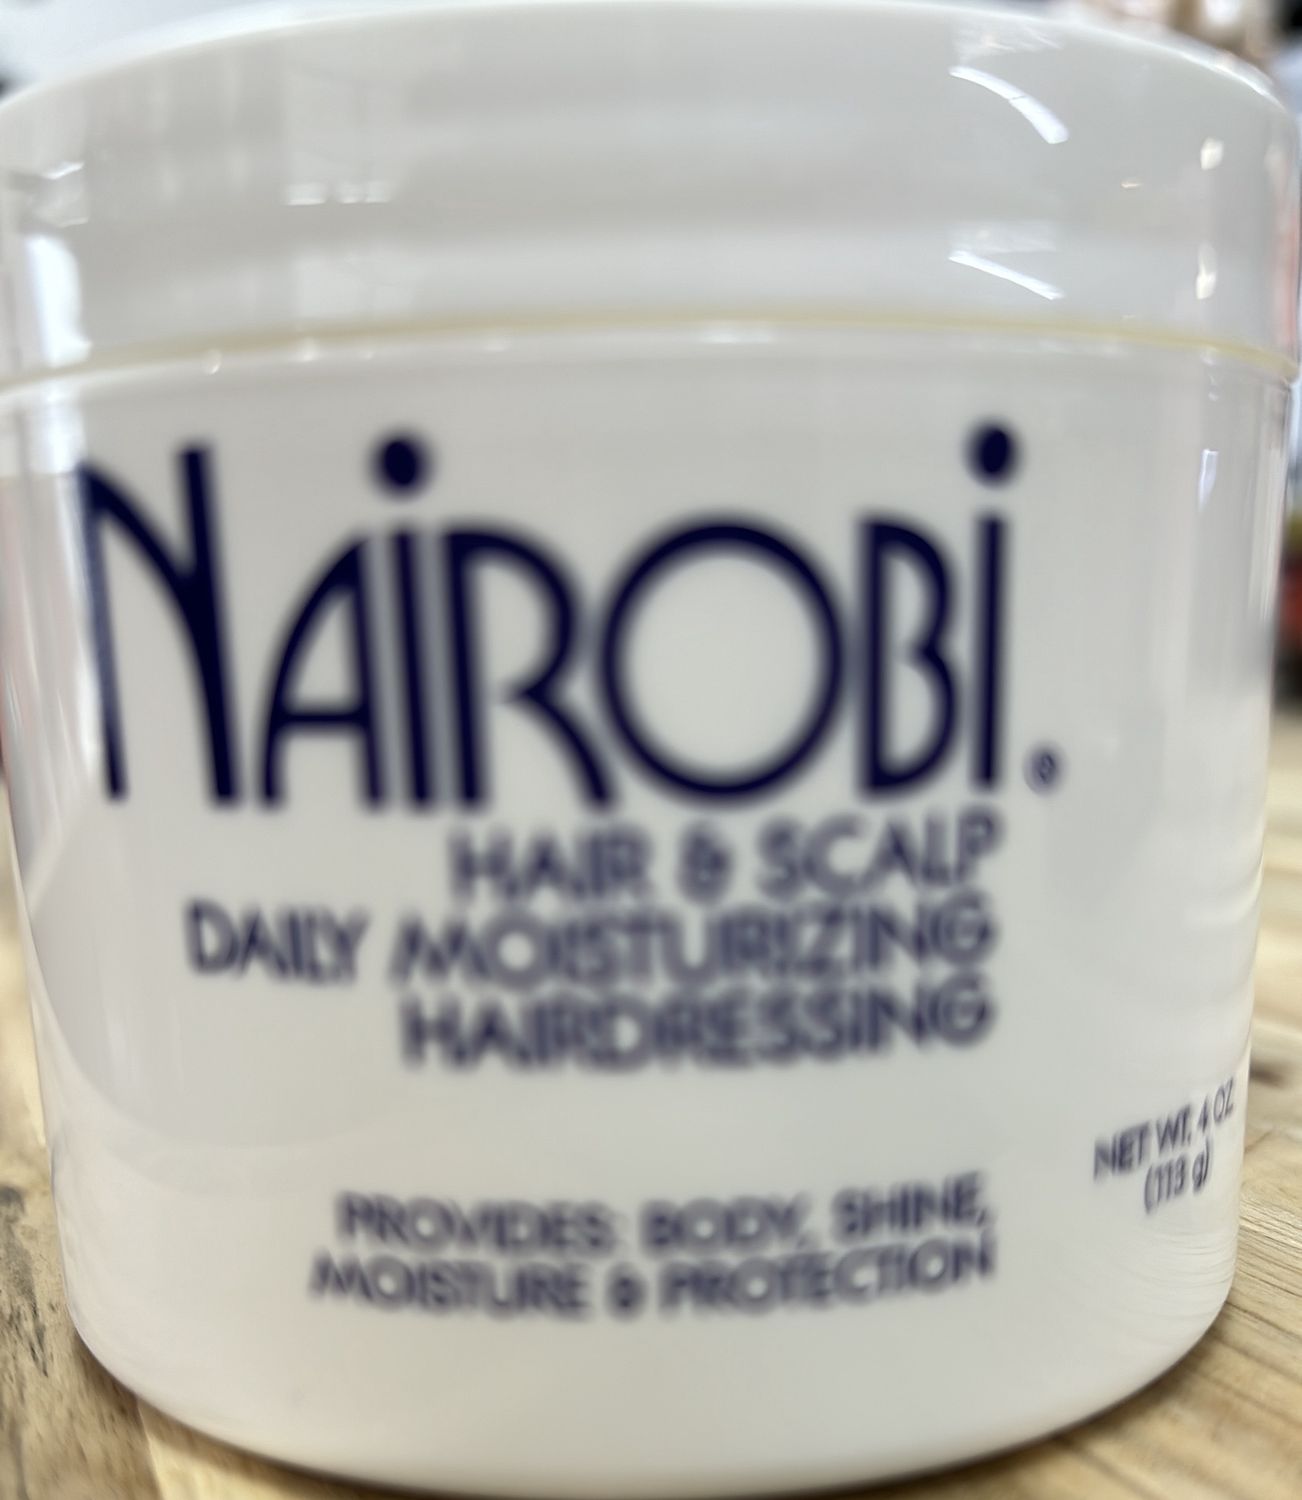 NAiROBi®
HAIR & SCALP
DAILY MOISTURIZING
HAIRDRESSING
PROVIDES: BODY, SHINE,
MOISTURE & PROTECTION
NET WT. 4 OZ
(113 g)